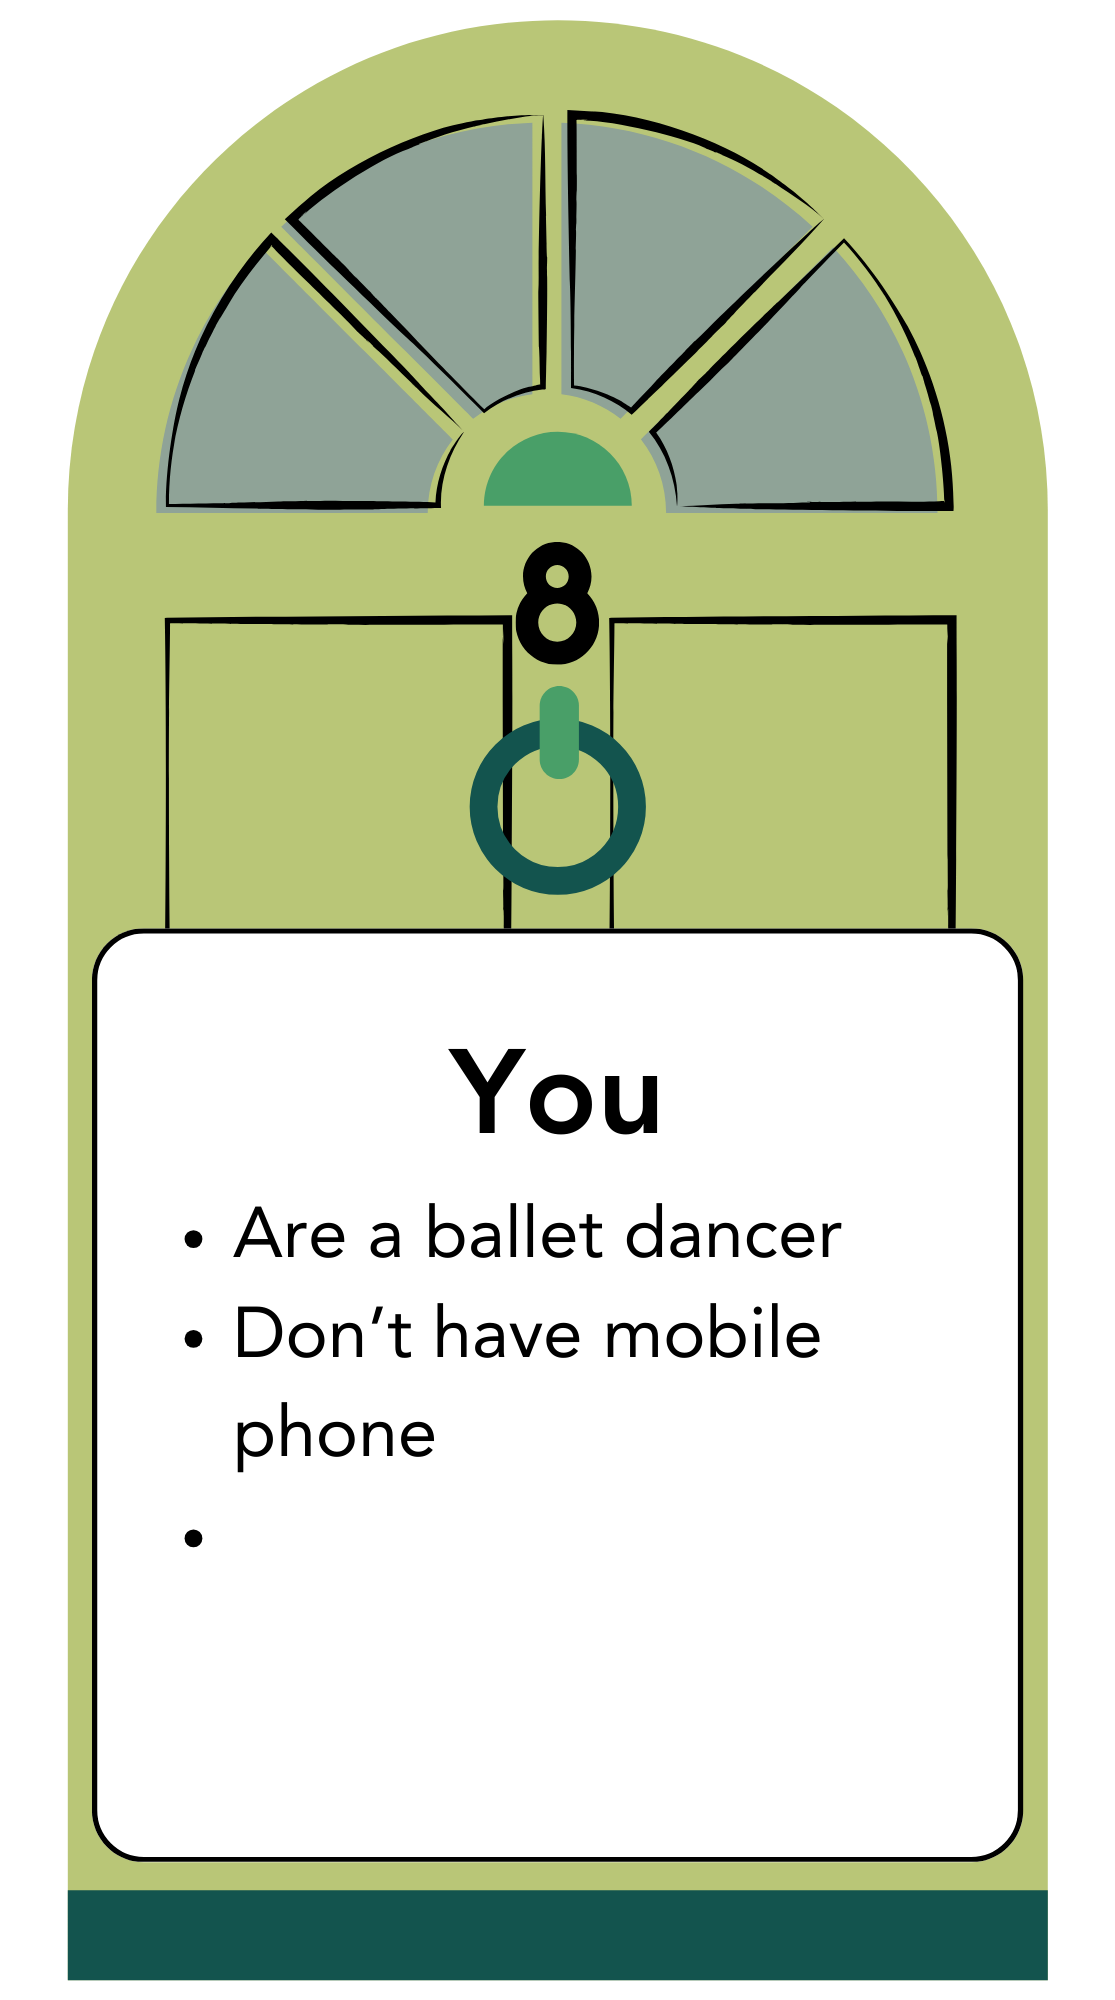 8
You
• Are a ballet dancer
• Don't have mobile
phone
•